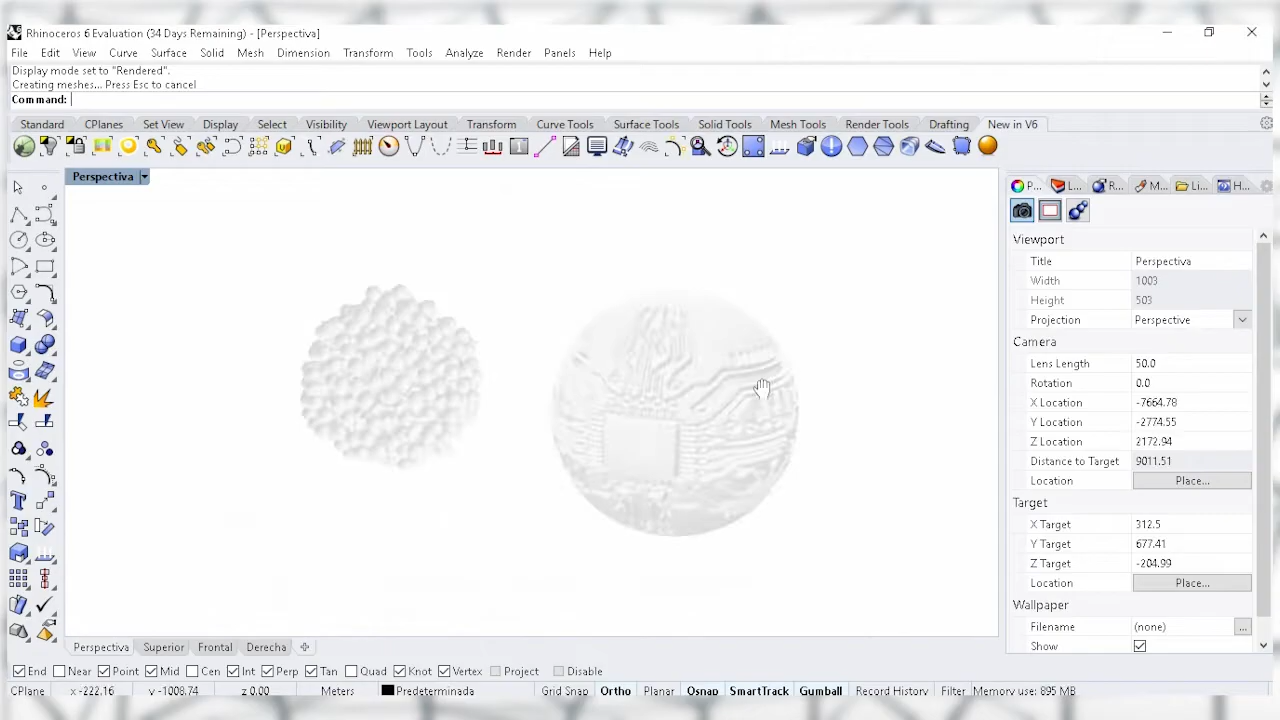 Rhinoceros 6 Evaluation (34 Days Remaining) - [Perspectiva]
File Edit View Curve Surface Solid Mesh Dimension Transform Tools Analyze Render Panels Help
Display mode set to "Rendered".
Creating meshes... Press Esc to cancel
Command:
Standard CPlanes Set View Display Select Visibility Viewport Layout Transform Curve Tools Surface Tools Solid Tools Mesh Tools Render Tools Drafting New in V6
Perspectiva
P... L... R... M... Li... H...
Viewport
Title Perspectiva
Width 1003
Height 503
Projection Perspective
Camera
Lens Length 50.0
Rotation 0.0
X Location -7664.78
Y Location -2774.55
Z Location 2172.94
Distance to Target 9011.51
Location Place...
Target
X Target 312.5
Y Target 677.41
Z Target -204.99
Location Place...
Wallpaper
Filename (none) ...
Show
Perspectiva Superior Frontal Derecha
End Near Point Mid Cen Int Perp Tan Quad Knot Vertex Project Disable
CPlane x -222.16 y -1008.74 z 0.00 Meters Predeterminada Grid Snap Ortho Planar Osnap SmartTrack Gumball Record History Filter Memory use: 895 MB